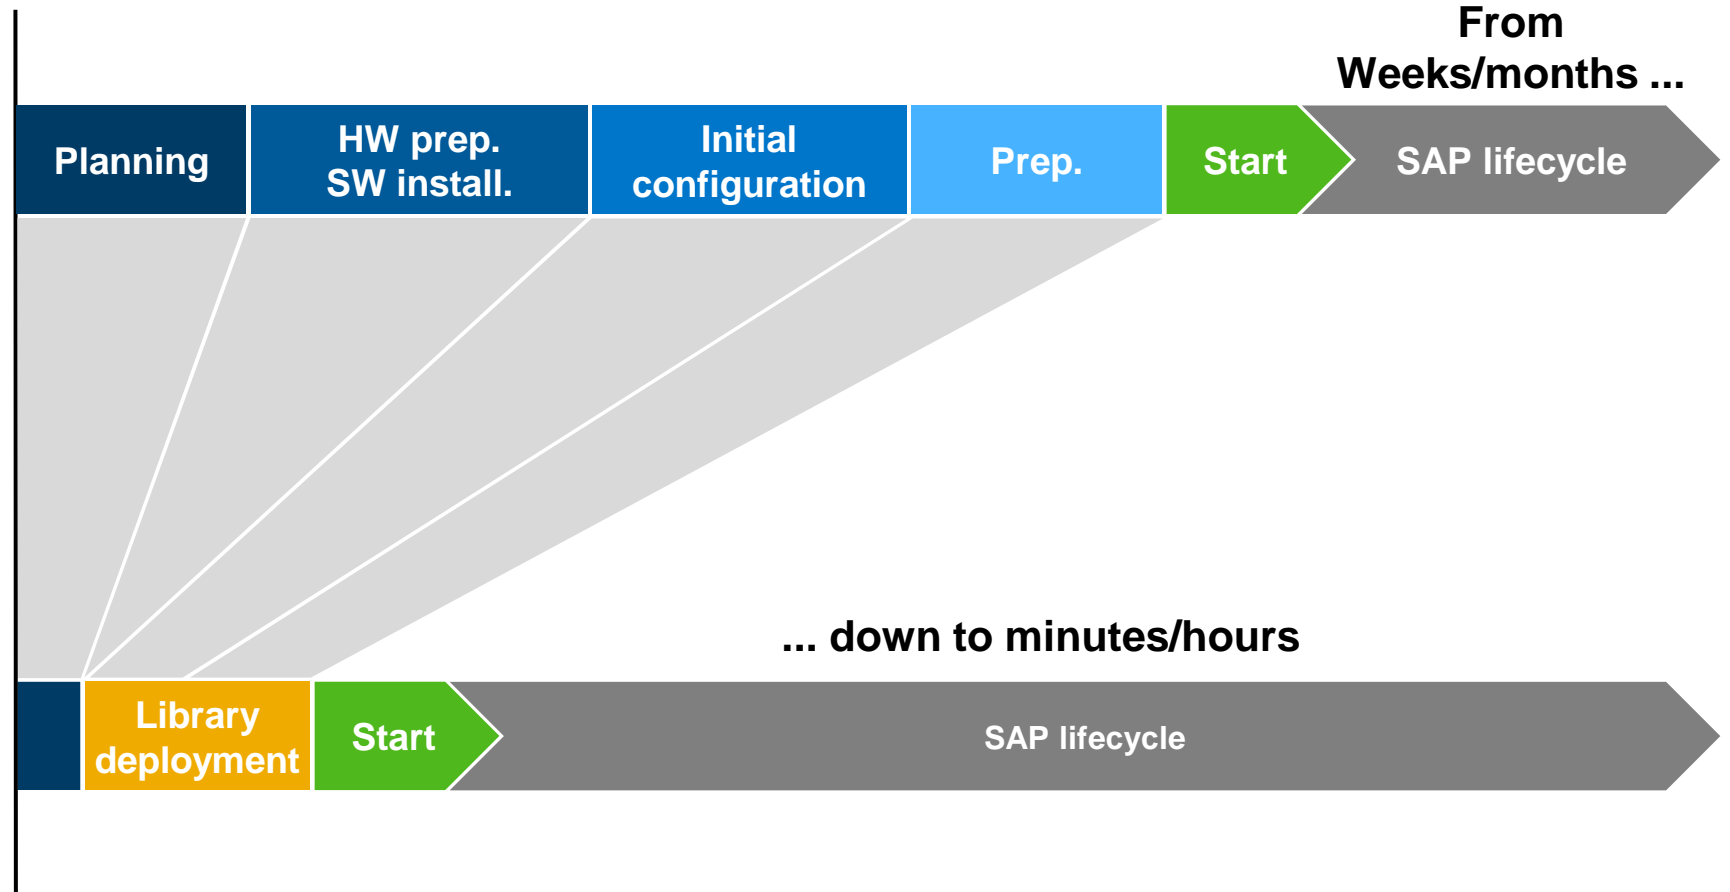 From
Weeks/months ...
Planning
HW prep.
SW install.
Initial
configuration
Prep.
Start
SAP lifecycle
... down to minutes/hours
Library
deployment
Start
SAP lifecycle